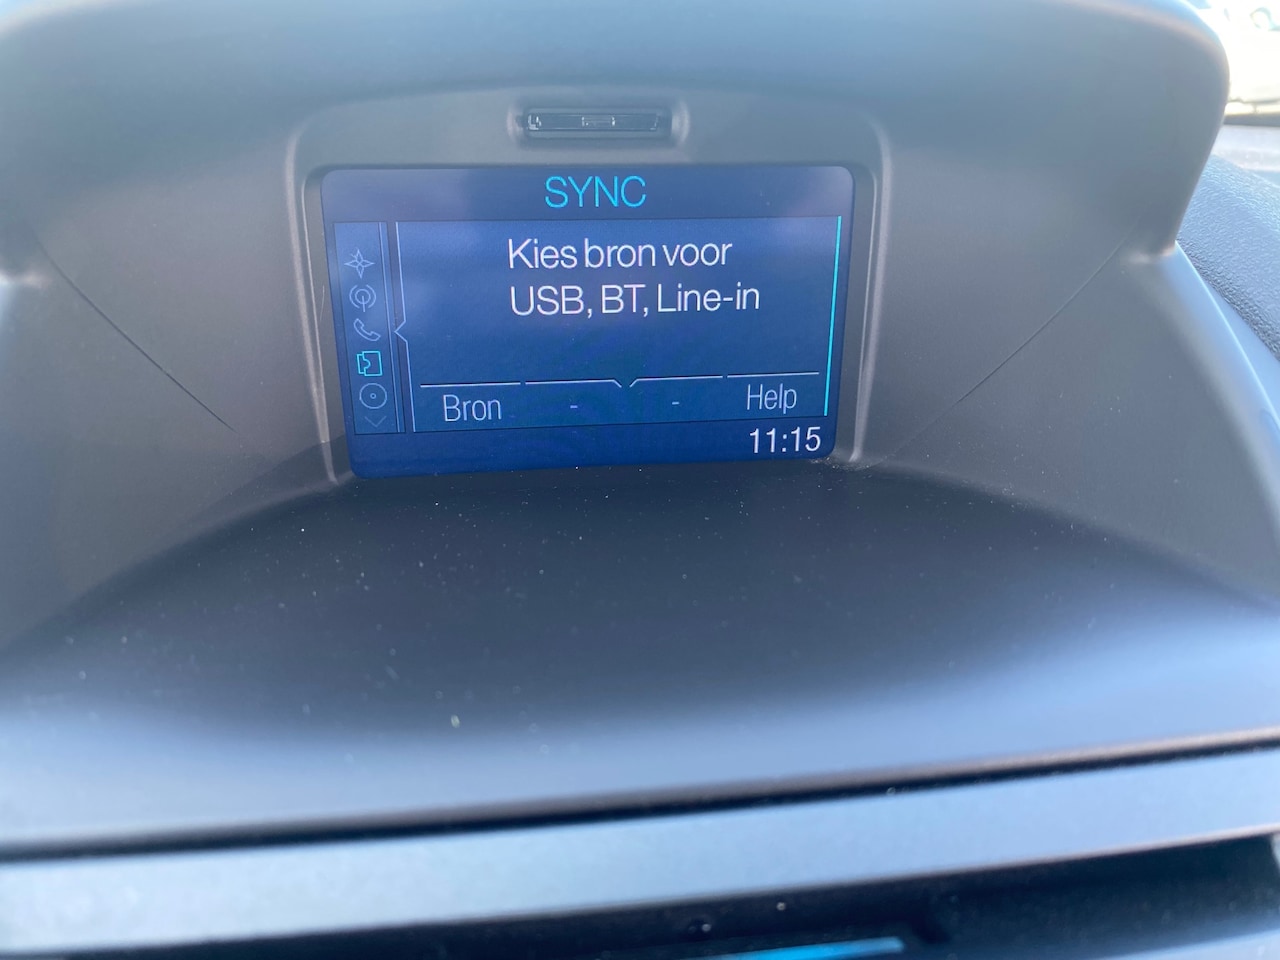 SYNC
Kies bron voor
USB, BT, Line-in
Bron - - Help
11:15